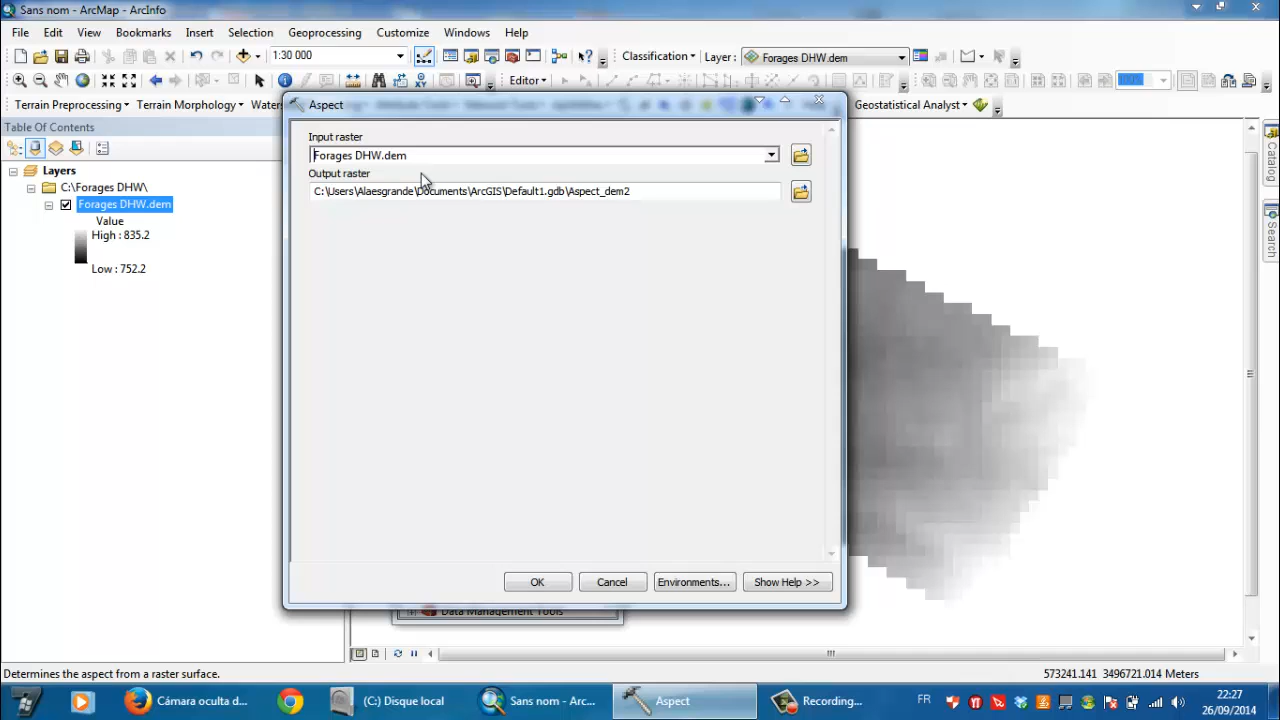 Sans nom - ArcMap - ArcInfo
File Edit View Bookmarks Insert Selection Geoprocessing Customize Windows Help
1:30 000 Classification Layer: Forages DHW.dem
Editor 100%
Terrain Preprocessing Terrain Morphology Geostatistical Analyst
Aspect
Table Of Contents
Input raster
Forages DHW.dem
Output raster
C:\Users\Alaesgrande\Documents\ArcGIS\Default1.gdb\Aspect_dem2
Layers
C:\Forages DHW\
Forages DHW.dem
Value
High : 835.2
Low : 752.2
Catalog
Search
OK Cancel Environments... Show Help >>
Data Management Tools
Determines the aspect from a raster surface. 573241.141 3496721.014 Meters
Cámara oculta d... (C:) Disque local Sans nom - Arc... Aspect Recording... FR 22:27
26/09/2014